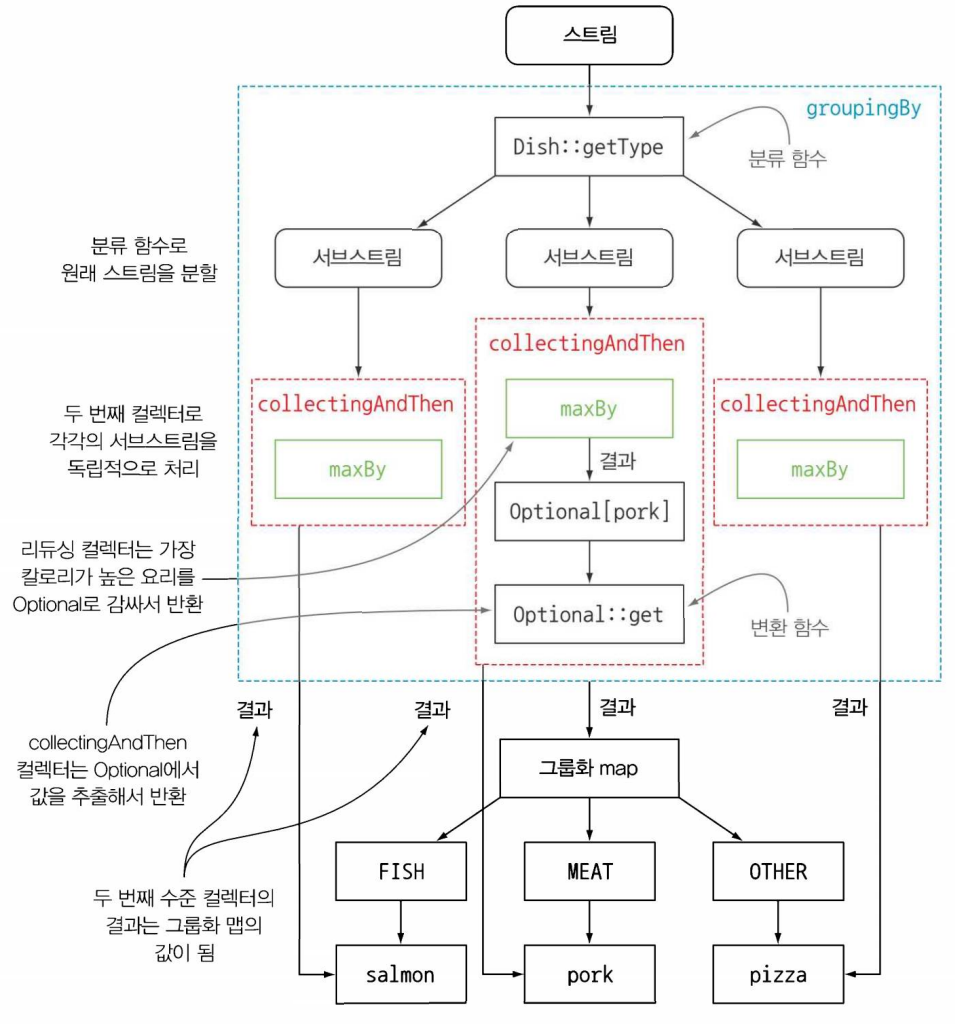 스트림
groupingBy
Dish::getType
분류 함수
분류 함수로
원래 스트림을 분할
서브스트림
서브스트림
서브스트림
두 번째 컬렉터로
각각의 서브스트림을
독립적으로 처리
collectingAndThen
maxBy
collectingAndThen
maxBy
결과
Optional[pork]
Optional::get
변환 함수
collectingAndThen
maxBy
리듀싱 컬렉터는 가장
칼로리가 높은 요리를
Optional로 감싸서 반환
collectingAndThen
컬렉터는 Optional에서
값을 추출해서 반환
결과
결과
결과
결과
그룹화 map
두 번째 수준 컬렉터의
결과는 그룹화 맵의
값이 됨
FISH
MEAT
OTHER
salmon
pork
pizza